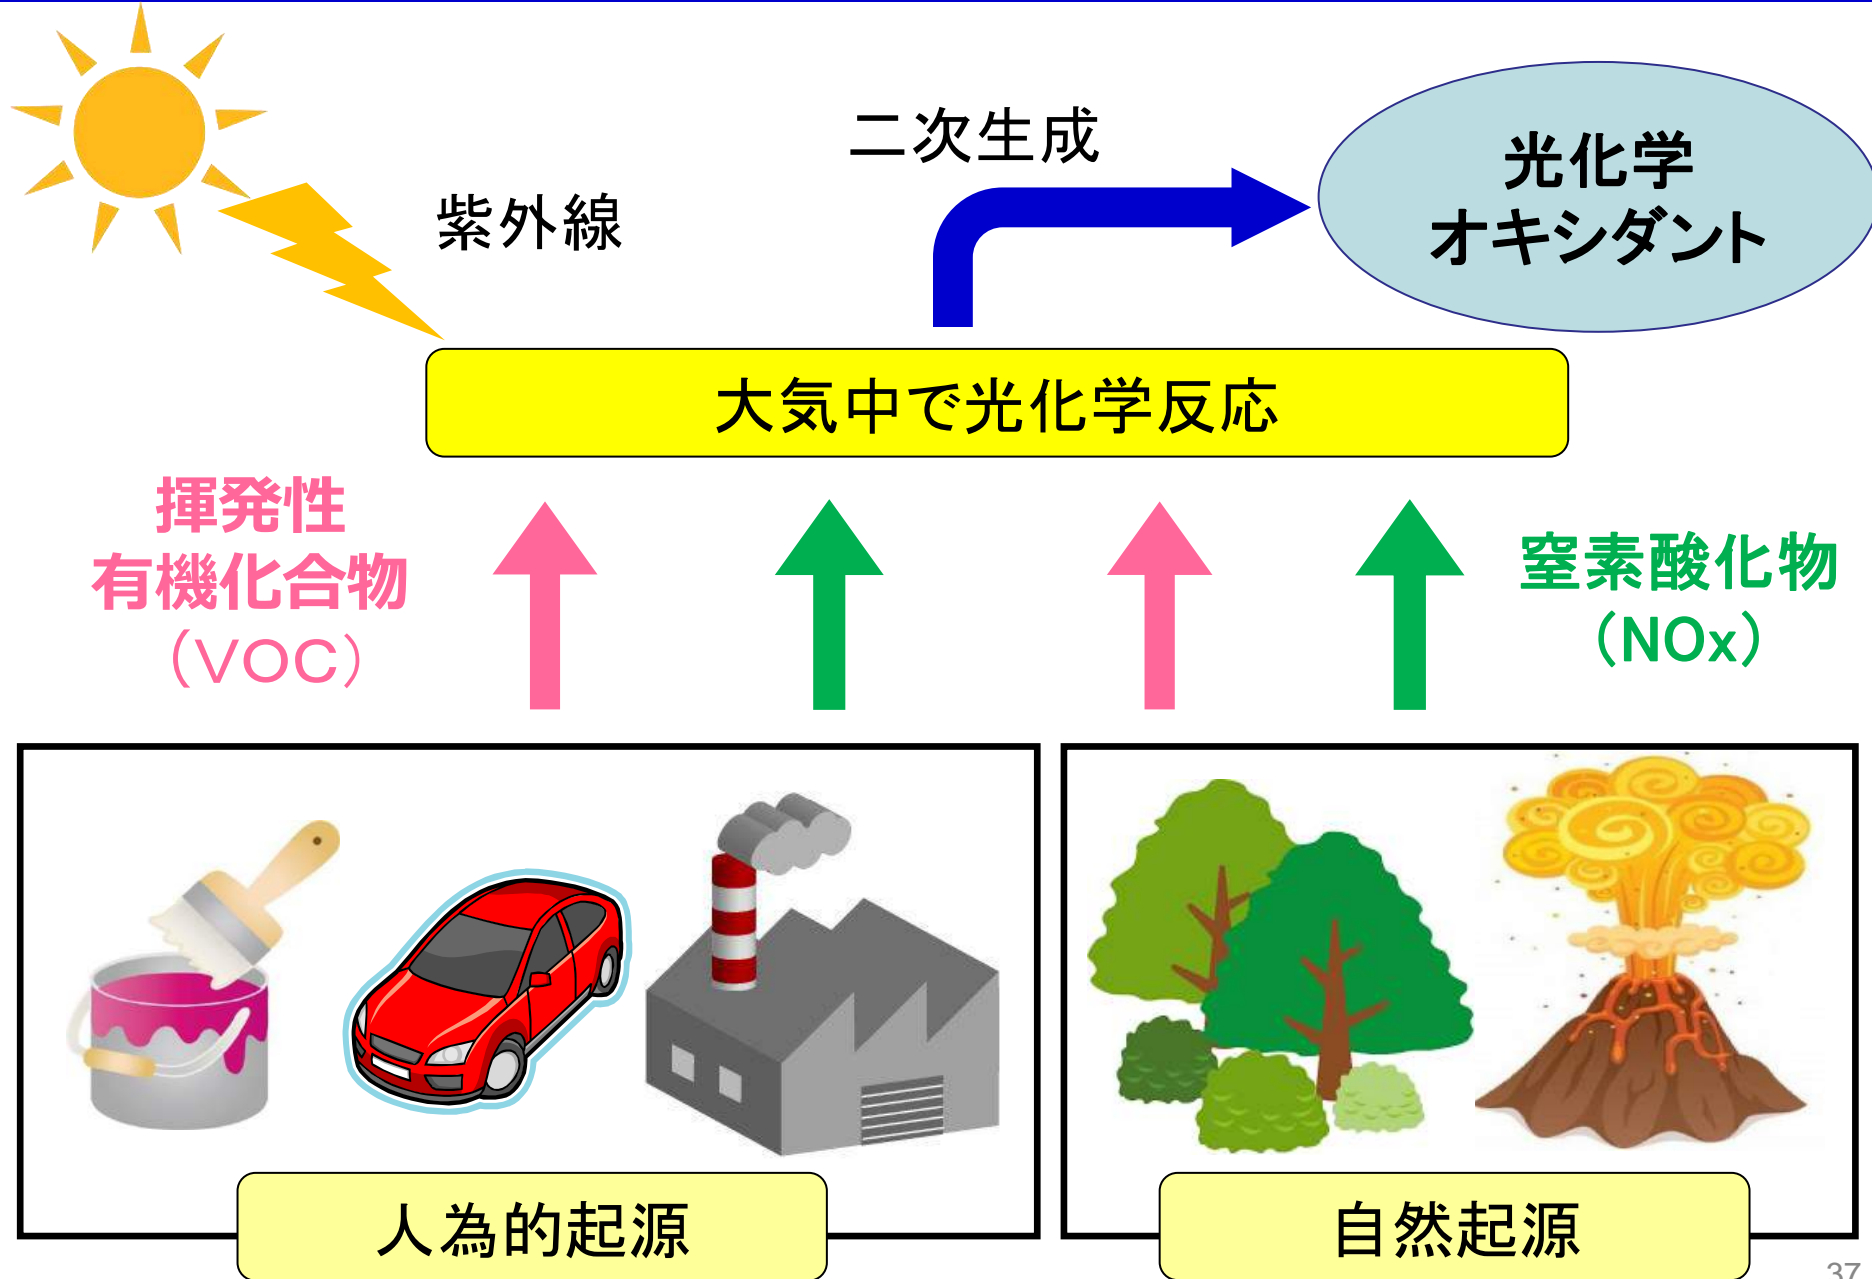 二次生成
光化学
オキシダント
紫外線
大気中で光化学反応
揮発性
有機化合物
（VOC）
窒素酸化物
（NOx）
人為的起源
自然起源
37